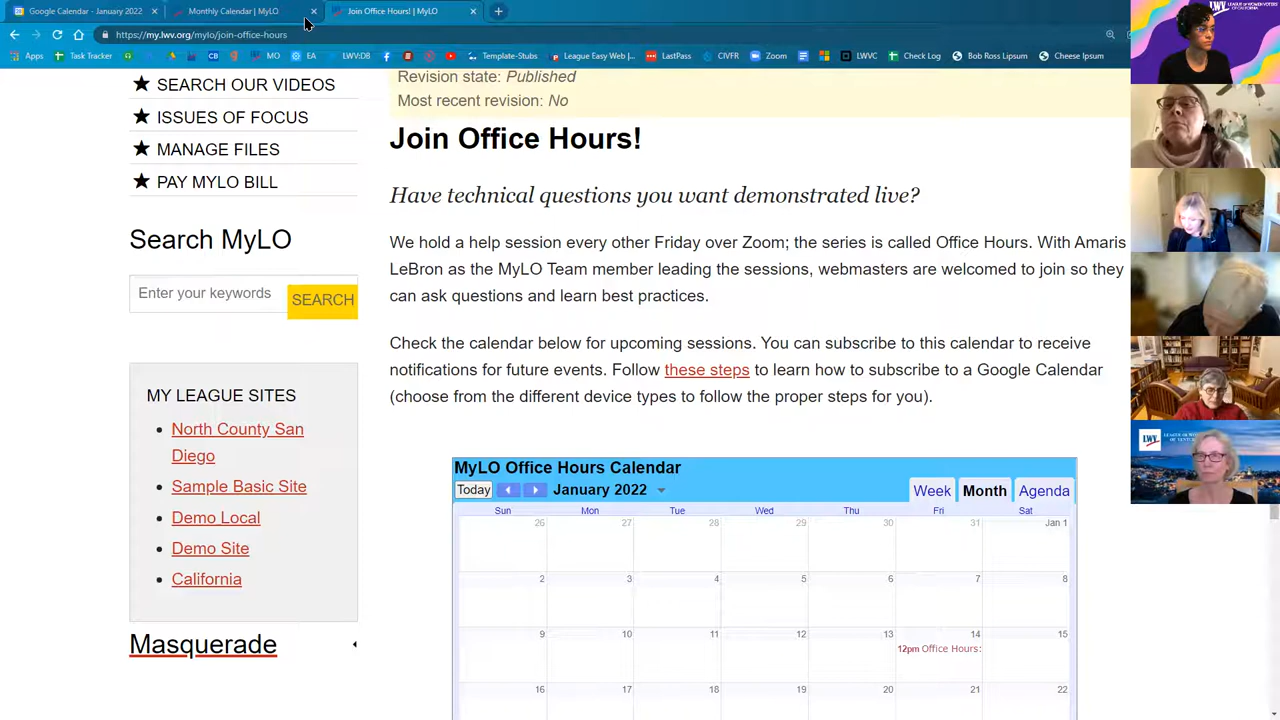 Google Calendar - January 2022
Monthly Calendar | MyLO
Join Office Hours! | MyLO
https://my.lwv.org/mylo/join-office-hours
Apps Task Tracker CB MO EA LWV:DB Template-Stubs League Easy Web |... LastPass CIVFR Zoom LWVC Check Log Bob Ross Lipsum Cheese Ipsum
SEARCH OUR VIDEOS
ISSUES OF FOCUS
MANAGE FILES
PAY MYLO BILL
Search MyLO
Enter your keywords SEARCH
MY LEAGUE SITES
North County San
Diego
Sample Basic Site
Demo Local
Demo Site
California
Masquerade
Revision state: Published
Most recent revision: No
Join Office Hours!
Have technical questions you want demonstrated live?
We hold a help session every other Friday over Zoom; the series is called Office Hours. With Amaris
LeBron as the MyLO Team member leading the sessions, webmasters are welcomed to join so they
can ask questions and learn best practices.
Check the calendar below for upcoming sessions. You can subscribe to this calendar to receive
notifications for future events. Follow these steps to learn how to subscribe to a Google Calendar
(choose from the different device types to follow the proper steps for you).
MyLO Office Hours Calendar
Today January 2022 Week Month Agenda
Sun Mon Tue Wed Thu Fri Sat
26 27 28 29 30 31 Jan 1
2 3 4 5 6 7 8
9 10 11 12 13 14 15
12pm Office Hours:
16 17 18 19 20 21 22
LWV